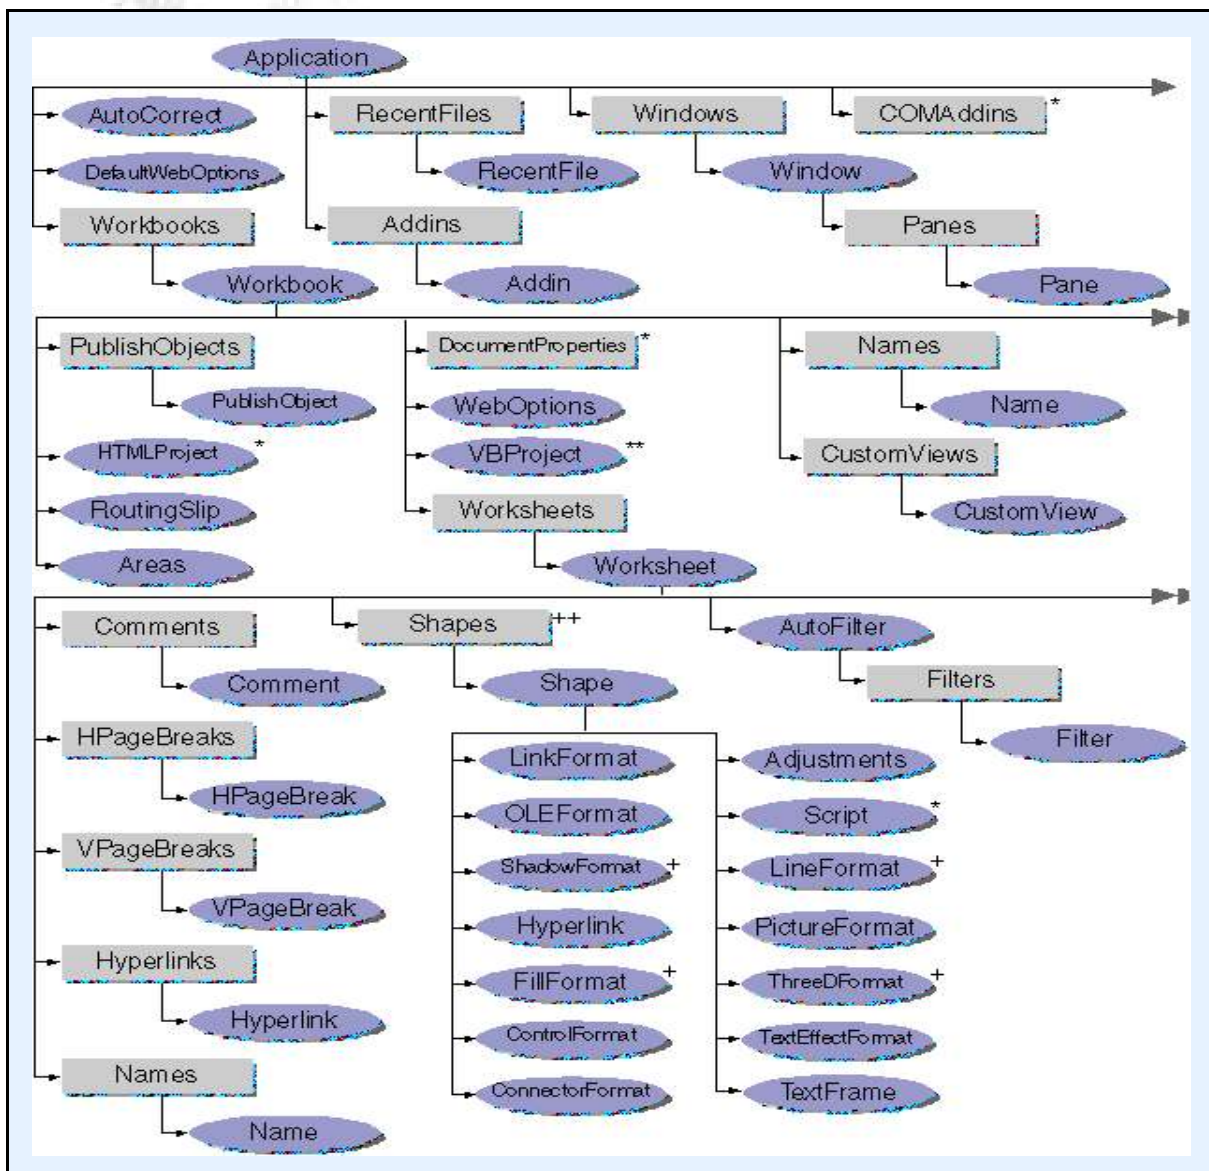 Application
AutoCorrect
RecentFiles
Windows
COMAddins *
DefaultWebOptions
RecentFile
Window
Workbooks
Addins
Panes
Workbook
Addin
Pane
PublishObjects
DocumentProperties *
Names
PublishObject
WebOptions
Name
HTMLProject *
VBProject **
CustomViews
RoutingSlip
Worksheets
CustomView
Areas
Worksheet
Comments
Shapes ++
AutoFilter
Comment
Shape
Filters
HPageBreaks
LinkFormat
Adjustments
Filter
HPageBreak
OLEFormat
Script *
VPageBreaks
ShadowFormat +
LineFormat +
VPageBreak
Hyperlink
PictureFormat
Hyperlinks
FillFormat +
ThreeDFormat +
Hyperlink
ControlFormat
TextEffectFormat
Names
ConnectorFormat
TextFrame
Name